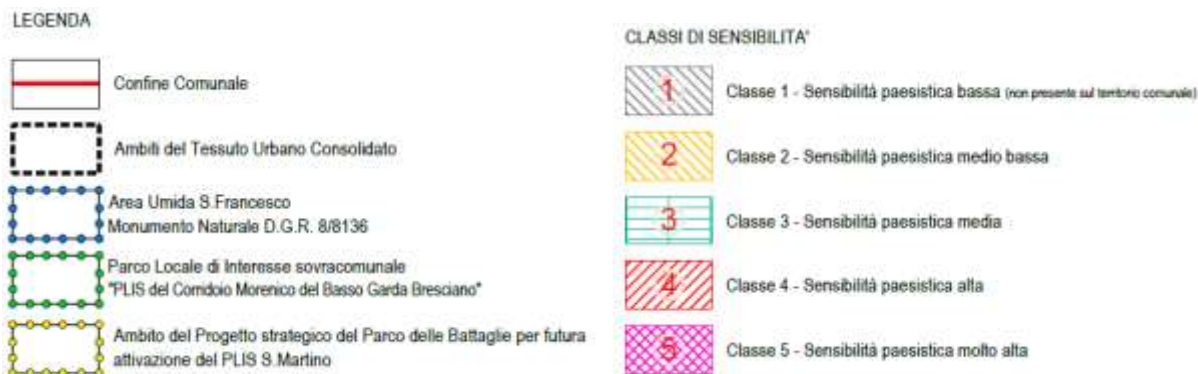 LEGENDA
Confine Comunale
Ambiti del Tessuto Urbano Consolidato
Area Umida S.Francesco
Monumento Naturale D.G.R. 8/8136
Parco Locale di Interesse sovracomunale
"PLIS del Corridoio Morenico del Basso Garda Bresciano"
Ambito del Progetto strategico del Parco delle Battaglie per futura
attivazione del PLIS S.Martino
CLASSI DI SENSIBILITA'
1 Classe 1 - Sensibilità paesistica bassa (non presente sul territorio comunale)
2 Classe 2 - Sensibilità paesistica medio bassa
3 Classe 3 - Sensibilità paesistica media
4 Classe 4 - Sensibilità paesistica alta
5 Classe 5 - Sensibilità paesistica molto alta